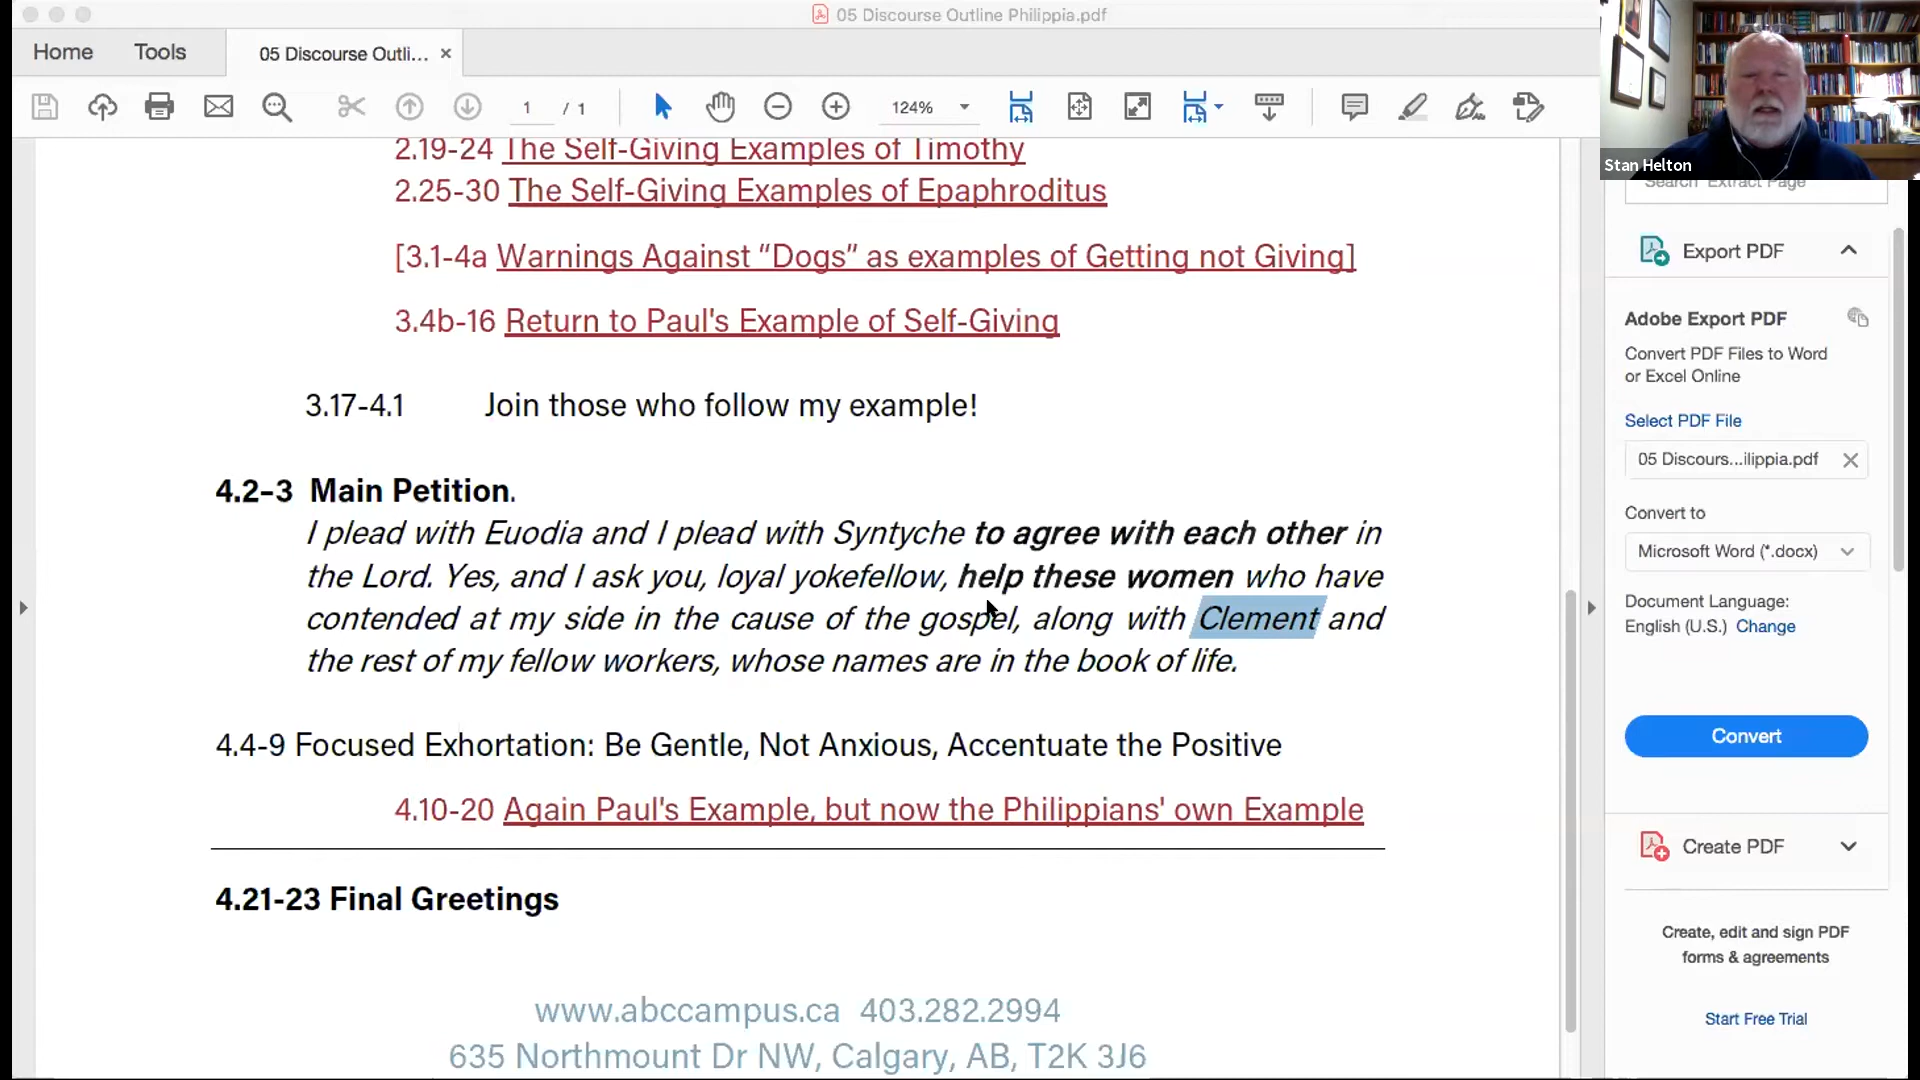 05 Discourse Outline Philippia.pdf
Home Tools 05 Discourse Outli... ×
1 / 1 124%
Stan Helton
2.19-24 The Self-Giving Examples of Timothy
2.25-30 The Self-Giving Examples of Epaphroditus
[3.1-4a Warnings Against “Dogs” as examples of Getting not Giving]
3.4b-16 Return to Paul's Example of Self-Giving
3.17-4.1 Join those who follow my example!
4.2–3 Main Petition.
I plead with Euodia and I plead with Syntyche to agree with each other in
the Lord. Yes, and I ask you, loyal yokefellow, help these women who have
contended at my side in the cause of the gospel, along with Clement and
the rest of my fellow workers, whose names are in the book of life.
4.4-9 Focused Exhortation: Be Gentle, Not Anxious, Accentuate the Positive
4.10-20 Again Paul's Example, but now the Philippians' own Example
4.21-23 Final Greetings
www.abccampus.ca 403.282.2994
635 Northmount Dr NW, Calgary, AB, T2K 3J6
Search 'Extract Page'
Export PDF
Adobe Export PDF
Convert PDF Files to Word
or Excel Online
Select PDF File
05 Discours...ilippia.pdf
Convert to
Microsoft Word (*.docx)
Document Language:
English (U.S.) Change
Convert
Create PDF
Create, edit and sign PDF
forms & agreements
Start Free Trial